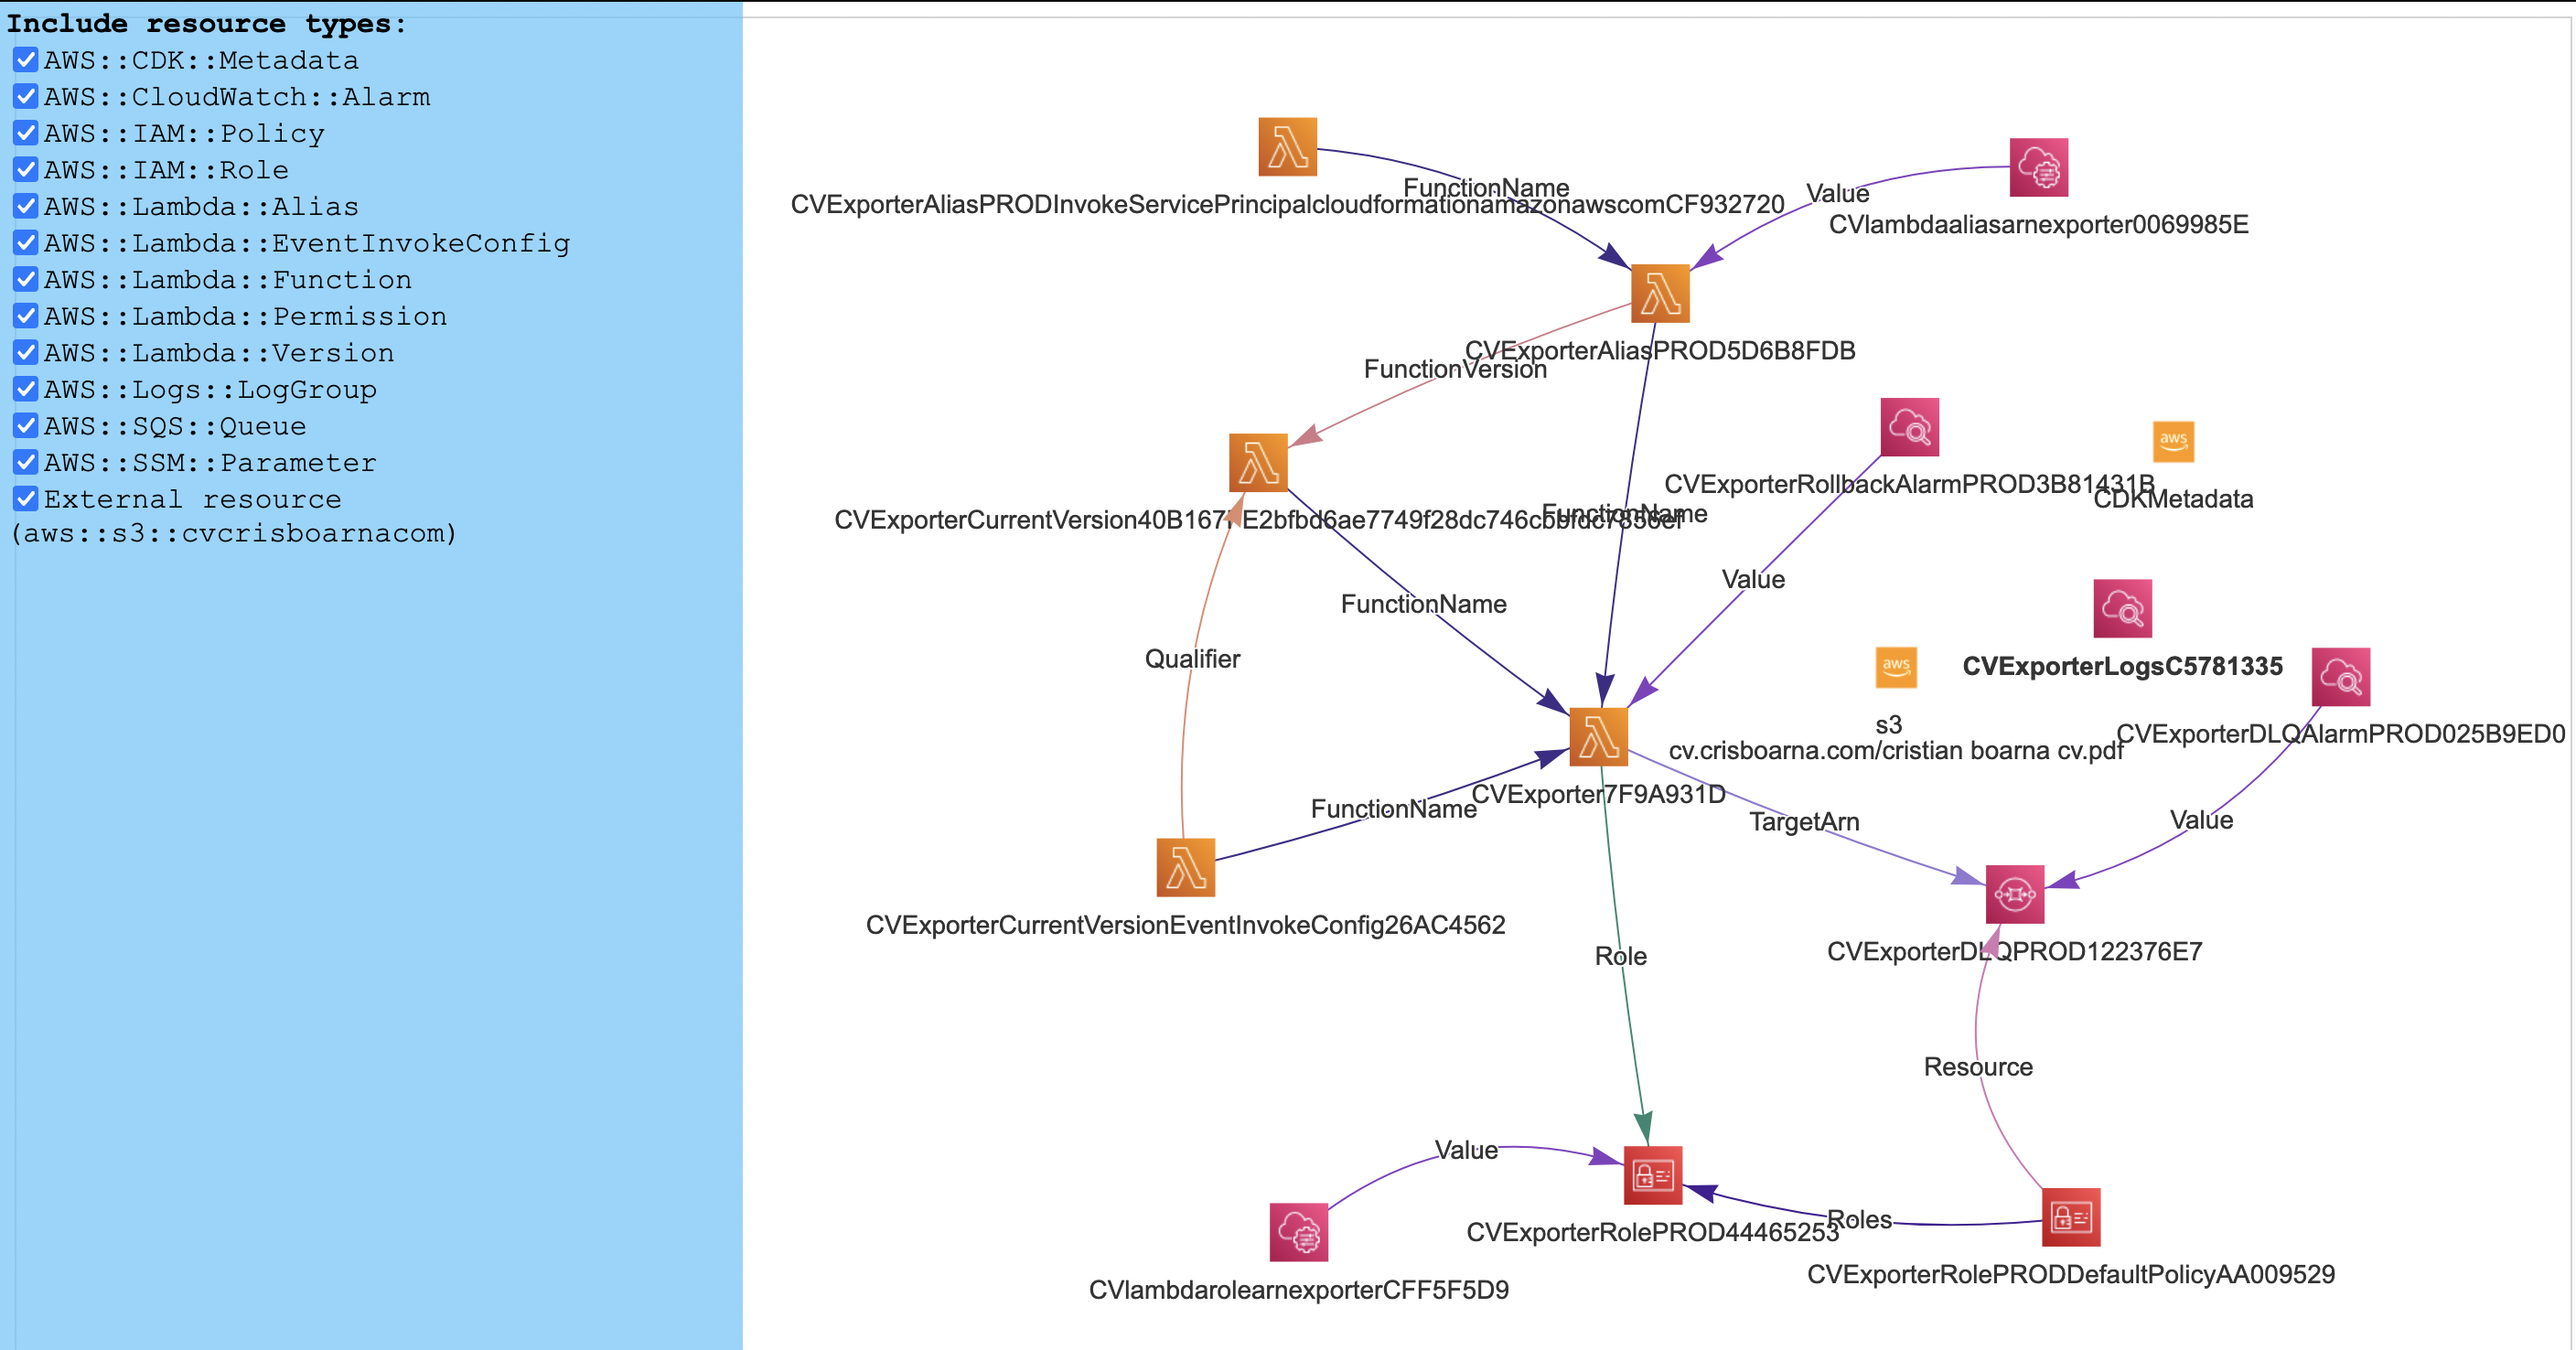 Include resource types:
AWS::CDK::Metadata
AWS::CloudWatch::Alarm
AWS::IAM::Policy
AWS::IAM::Role
AWS::Lambda::Alias
AWS::Lambda::EventInvokeConfig
AWS::Lambda::Function
AWS::Lambda::Permission
AWS::Lambda::Version
AWS::Logs::LogGroup
AWS::SQS::Queue
AWS::SSM::Parameter
External resource
(aws::s3::cvcrisboarnacom)
FunctionName
CVExporterAliasPRODInvokeServicePrincipalcloudformationamazonawscomCF932720
Value
CVlambdaaliasarnexporter0069985E
CVExporterAliasPROD5D6B8FDB
FunctionVersion
aws
CVExporterRollbackAlarmPROD3B81431B
CDKMetadata
FunctionName
Value
FunctionName
Qualifier
aws
CVExporterLogsC5781335
s3
cv.crisboarna.com/cristian boarna cv.pdf
CVExporterDLQAlarmPROD025B9ED0
CVExporter7F9A931D
FunctionName
TargetArn
Value
CVExporterCurrentVersionEventInvokeConfig26AC4562
CVExporterDLQPROD122376E7
Role
Resource
Value
CVExporterRolePROD44465253
Roles
CVExporterRolePRODDefaultPolicyAA009529
CVlambdarolearnexporterCFF5F5D9